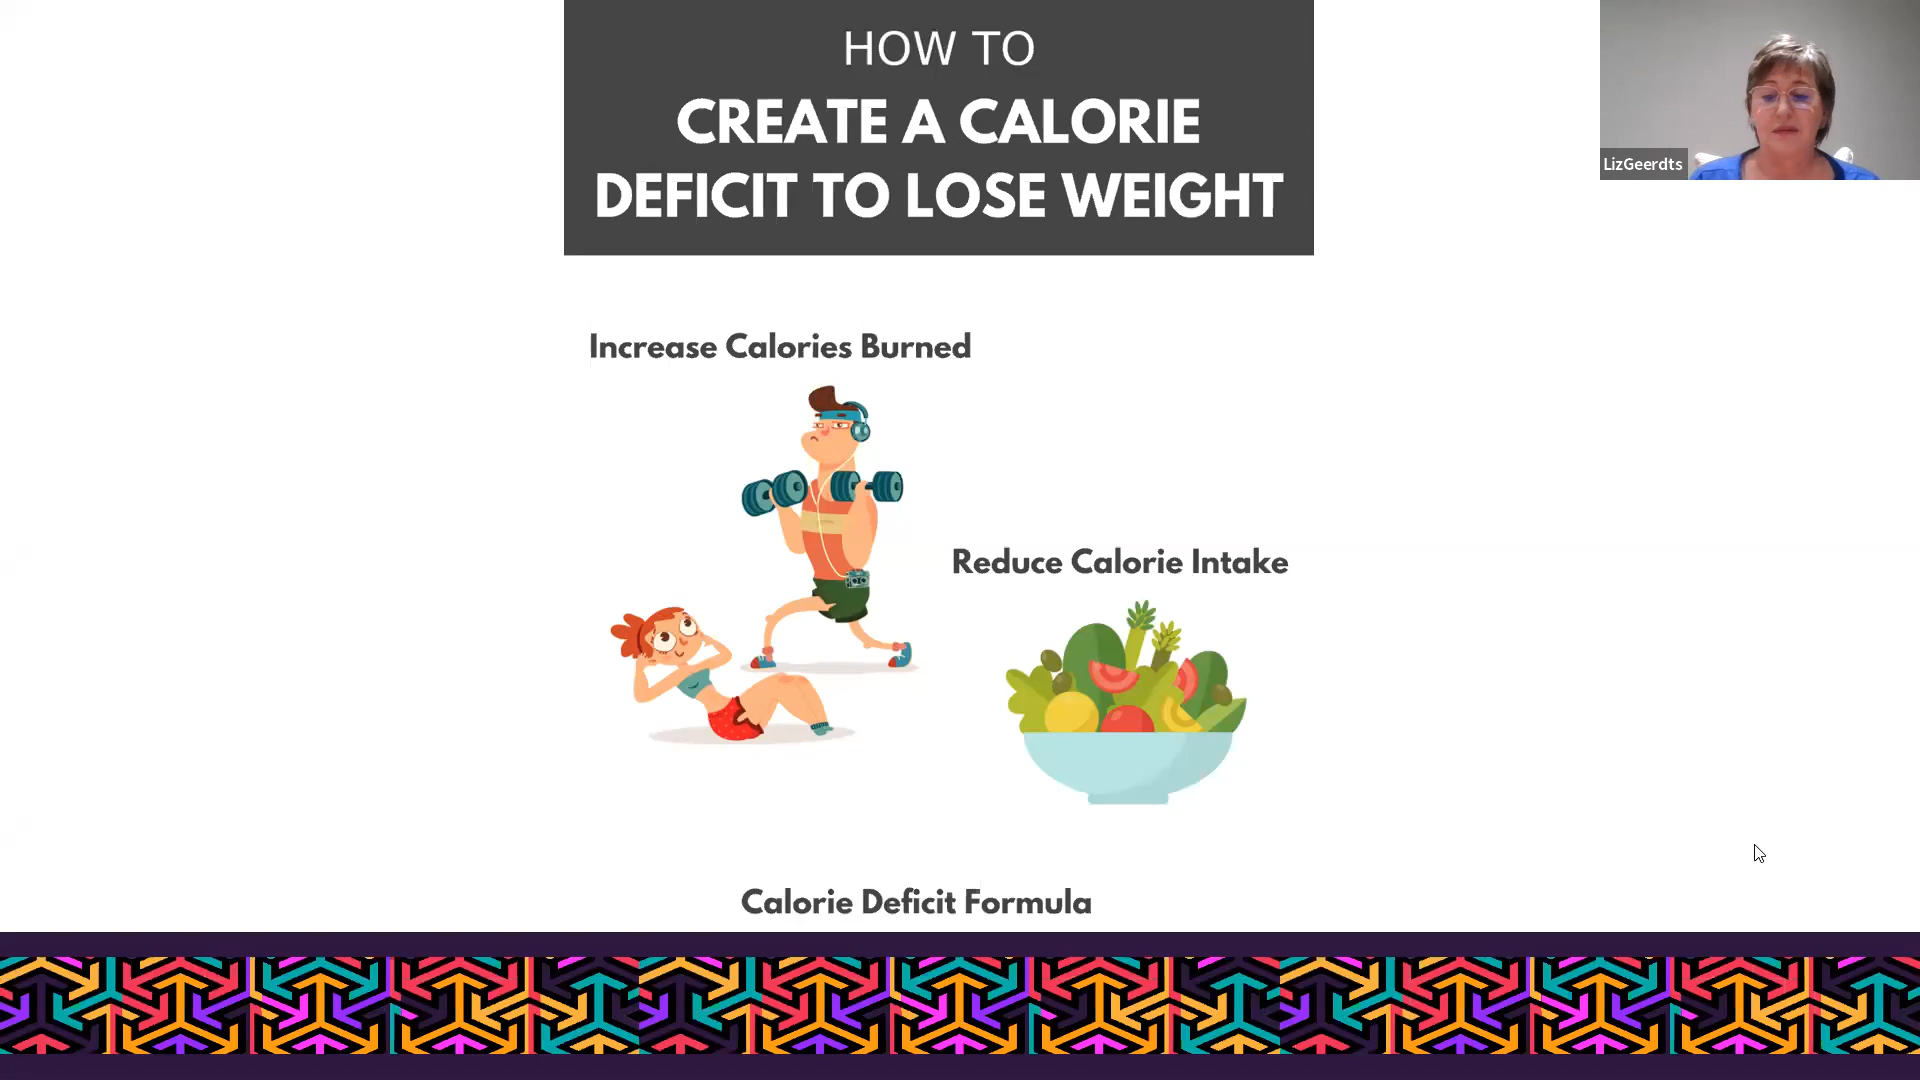 HOW TO
CREATE A CALORIE
DEFICIT TO LOSE WEIGHT
LizGeerdts
Increase Calories Burned
Reduce Calorie Intake
Calorie Deficit Formula